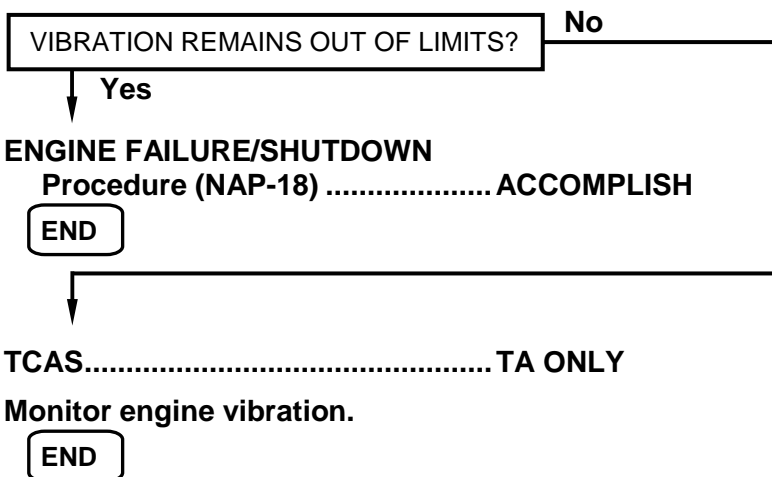 VIBRATION REMAINS OUT OF LIMITS? No
Yes
ENGINE FAILURE/SHUTDOWN
Procedure (NAP-18) .................... ACCOMPLISH
END
TCAS................................................. TA ONLY
Monitor engine vibration.
END